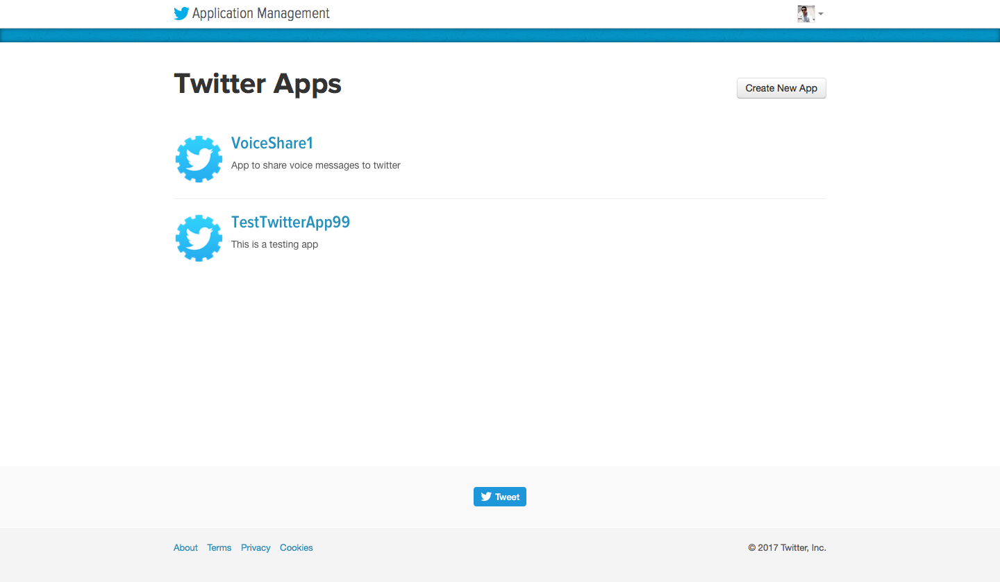 Application Management
Twitter Apps
Create New App
VoiceShare1
App to share voice messages to twitter
TestTwitterApp99
This is a testing app
Tweet
About Terms Privacy Cookies
© 2017 Twitter, Inc.